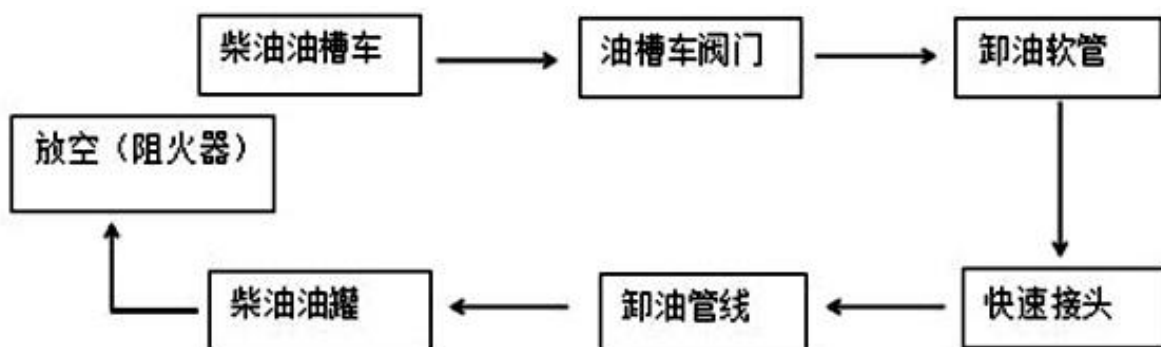 柴油油槽车
油槽车阀门
卸油软管
快速接头
卸油管线
柴油油罐
放空（阻火器）